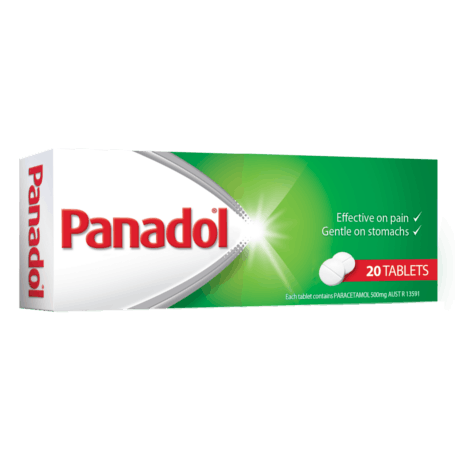 Panadol
Panadol
Effective on pain ✓
Gentle on stomachs ✓
20 TABLETS
Each tablet contains PARACETAMOL 500mg AUST R 13591